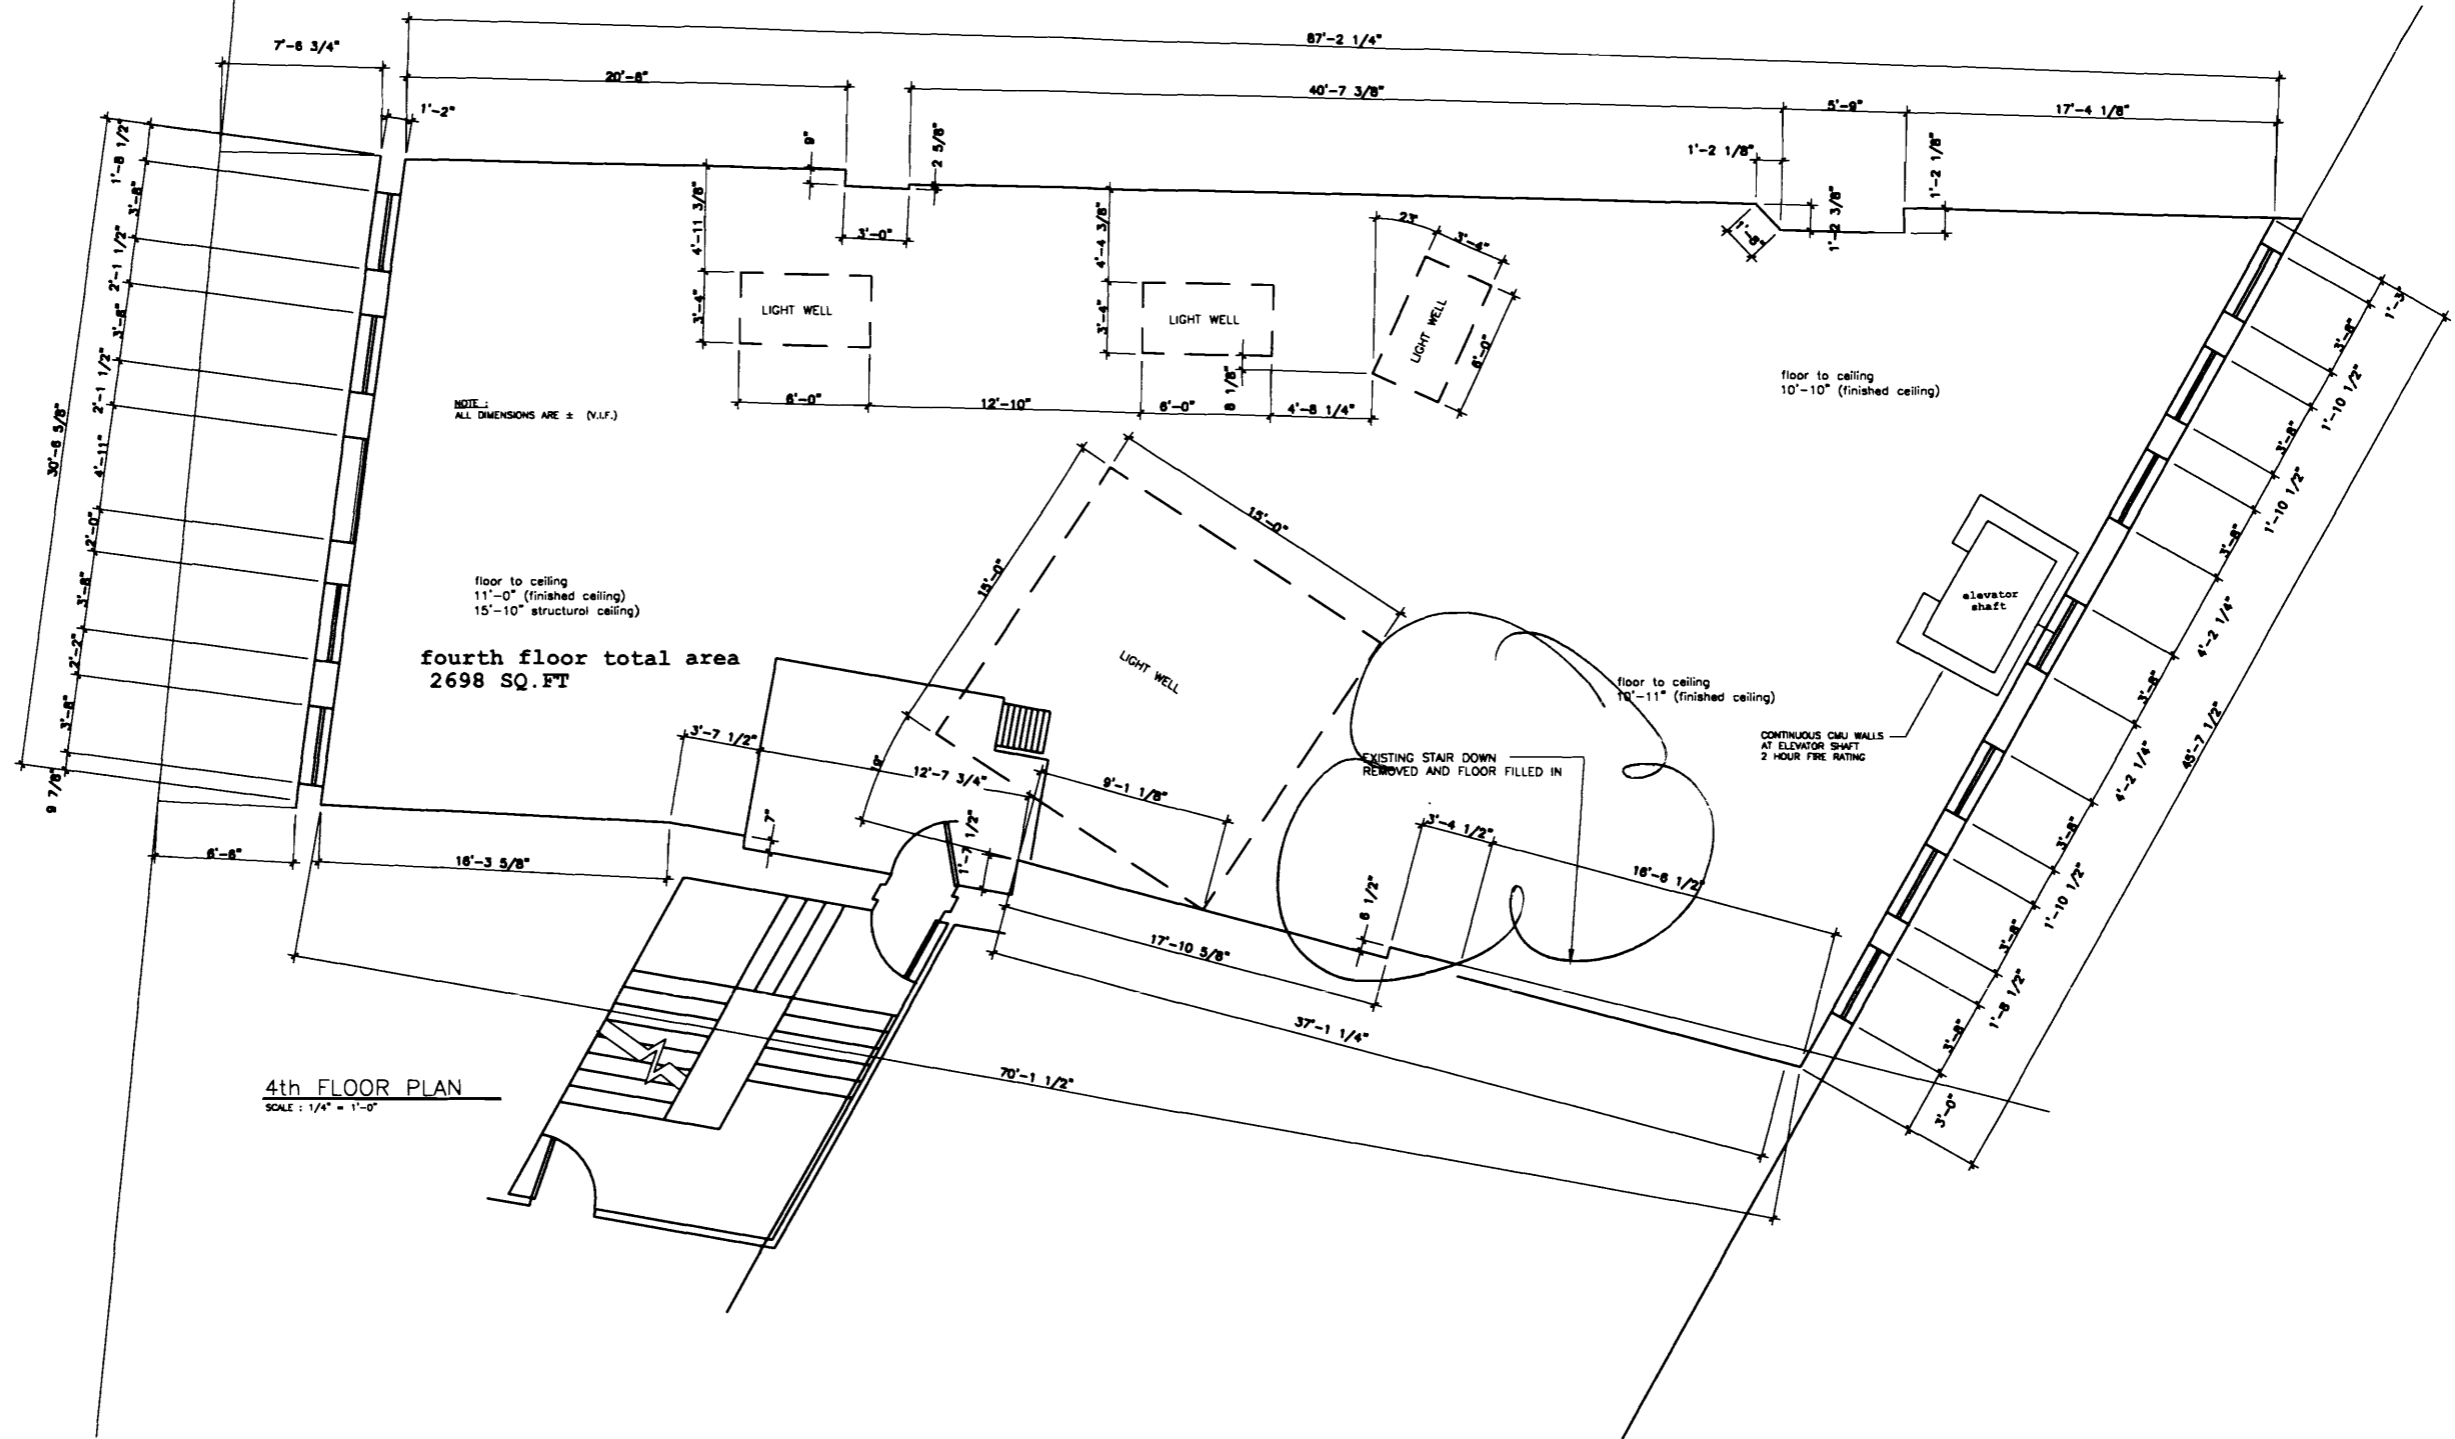 87'-2 1/4"
7'-6 3/4"
20'-8"
40'-7 3/8"
5'-9"
17'-4 1/8"
1'-2"
9"
2 5/8"
1'-2 1/8"
1'-2 1/8"
1'-2 3/8"
1'-8 1/2"
3'-8"
2'-1 1/2"
3'-8"
2'-1 1/2"
4'-11"
2'-0"
3'-8"
2'-2"
3'-8"
9 7/8"
30'-6 5/8"
4'-11 3/8"
3'-4"
3'-0"
4'-4 3/8"
3'-4"
23°
3'-4"
6'-0"
LIGHT WELL
LIGHT WELL
LIGHT WELL
6'-0"
12'-10"
6'-0"
8 1/8"
4'-8 1/4"
NOTE :
ALL DIMENSIONS ARE ± (V.I.F.)
floor to ceiling
10'-10" (finished ceiling)
1'-3"
3'-8"
1'-10 1/2"
3'-8"
1'-10 1/2"
3'-8"
4'-2 1/4"
3'-8"
4'-2 1/4"
3'-8"
1'-10 1/2"
3'-8"
1'-8 1/2"
3'-8"
3'-0"
45'-7 1/2"
15'-0"
15'-0"
LIGHT WELL
floor to ceiling
11'-0" (finished ceiling)
15'-10" structural ceiling)
elevator
shaft
fourth floor total area
2698 SQ.FT
floor to ceiling
10'-11" (finished ceiling)
CONTINUOUS CMU WALLS
AT ELEVATOR SHAFT
2 HOUR FIRE RATING
EXISTING STAIR DOWN
REMOVED AND FLOOR FILLED IN
3'-7 1/2"
12'-7 3/4"
9'-1 1/8"
7"
1'-7 1/2"
3'-4 1/2"
16'-6 1/2"
6 1/2"
6'-6"
16'-3 5/8"
17'-10 5/8"
37'-1 1/4"
70'-1 1/2"
4th FLOOR PLAN
SCALE : 1/4" = 1'-0"